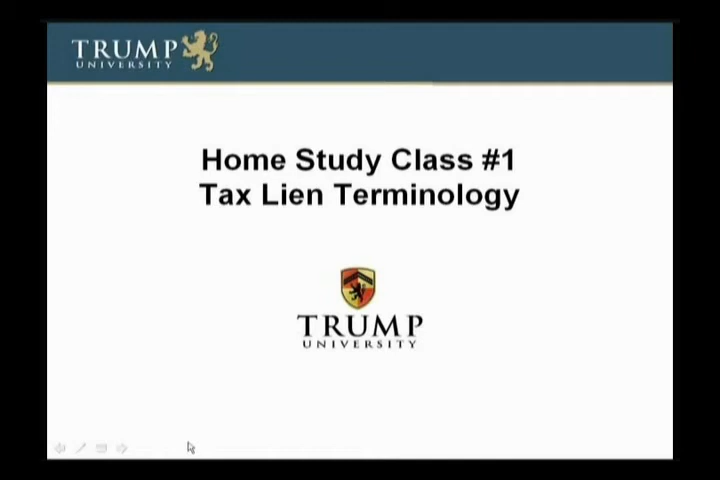 TRUMP
UNIVERSITY
Home Study Class #1
Tax Lien Terminology
TRUMP
UNIVERSITY